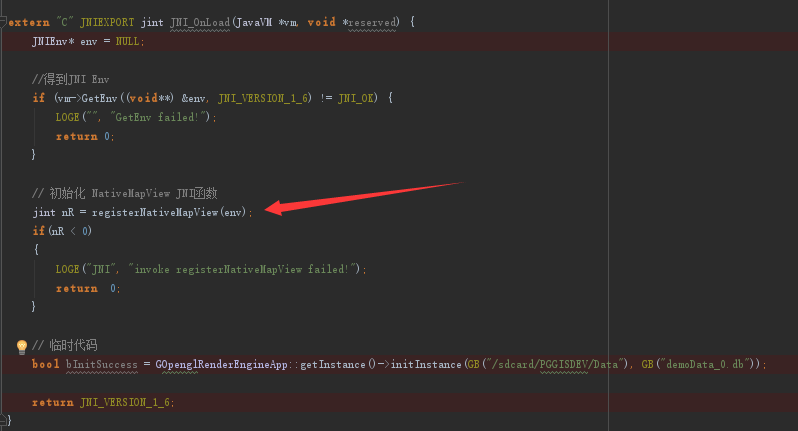 extern "C" JNIEXPORT jint JNI_OnLoad(JavaVM *vm, void *reserved) {
JNIEnv* env = NULL;
//得到JNI Env
if (vm->GetEnv((void**) &env, JNI_VERSION_1_6) != JNI_OK) {
LOGE("", "GetEnv failed!");
return 0;
}
// 初始化 NativeMapView JNI函数
jint nR = registerNativeMapView(env);
if(nR < 0)
{
LOGE("JNI", "invoke registerNativeMapView failed!");
return  0;
}
// 临时代码
bool bInitSuccess = GOpenglRenderEngineApp::getInstance()->initInstance(GB("/sdcard/PGGISDEV/Data"), GB("demoData_0.db"));
return JNI_VERSION_1_6;
}